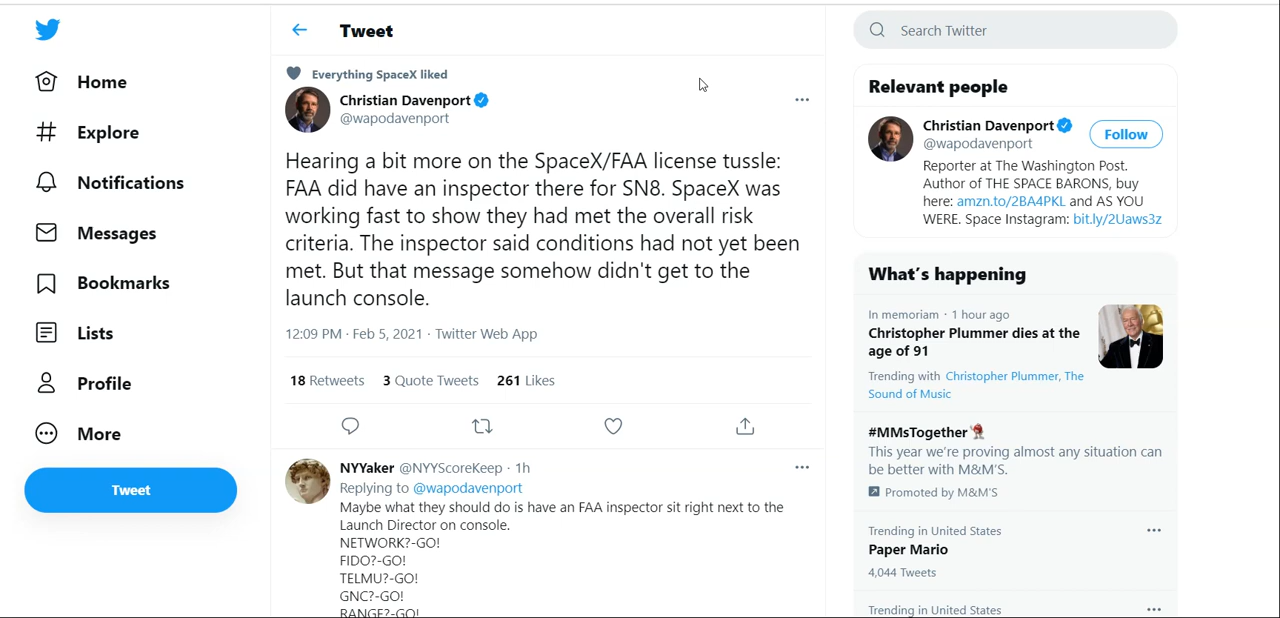 Home
Explore
Notifications
Messages
Bookmarks
Lists
Profile
More
Tweet
Tweet
Everything SpaceX liked
Christian Davenport
@wapodavenport
Hearing a bit more on the SpaceX/FAA license tussle:
FAA did have an inspector there for SN8. SpaceX was
working fast to show they had met the overall risk
criteria. The inspector said conditions had not yet been
met. But that message somehow didn't get to the
launch console.
12:09 PM · Feb 5, 2021 · Twitter Web App
18 Retweets 3 Quote Tweets 261 Likes
NYYaker @NYYScoreKeep · 1h
Replying to @wapodavenport
Maybe what they should do is have an FAA inspector sit right next to the
Launch Director on console.
NETWORK?-GO!
FIDO?-GO!
TELMU?-GO!
GNC?-GO!
RANGE?-GO!
Search Twitter
Relevant people
Christian Davenport
@wapodavenport
Follow
Reporter at The Washington Post.
Author of THE SPACE BARONS, buy
here: amzn.to/2BA4PKL and AS YOU
WERE. Space Instagram: bit.ly/2Uaws3z
What's happening
In memoriam · 1 hour ago
Christopher Plummer dies at the
age of 91
Trending with Christopher Plummer, The
Sound of Music
#MMsTogether
This year we're proving almost any situation can
be better with M&M'S.
Promoted by M&M'S
Trending in United States
Paper Mario
4,044 Tweets
Trending in United States